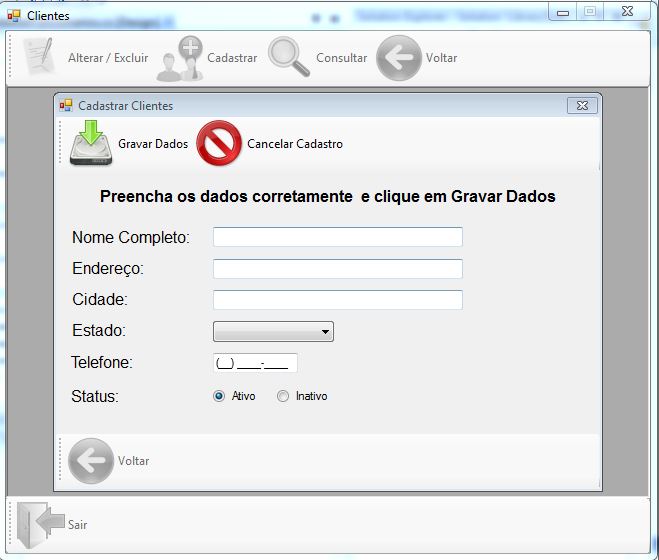 Clientes
Alterar / Excluir Cadastrar Consultar Voltar
Cadastrar Clientes
Gravar Dados Cancelar Cadastro
Preencha os dados corretamente e clique em Gravar Dados
Nome Completo:
Endereço:
Cidade:
Estado:
Telefone: (__) ____-____
Status: Ativo Inativo
Voltar
Sair